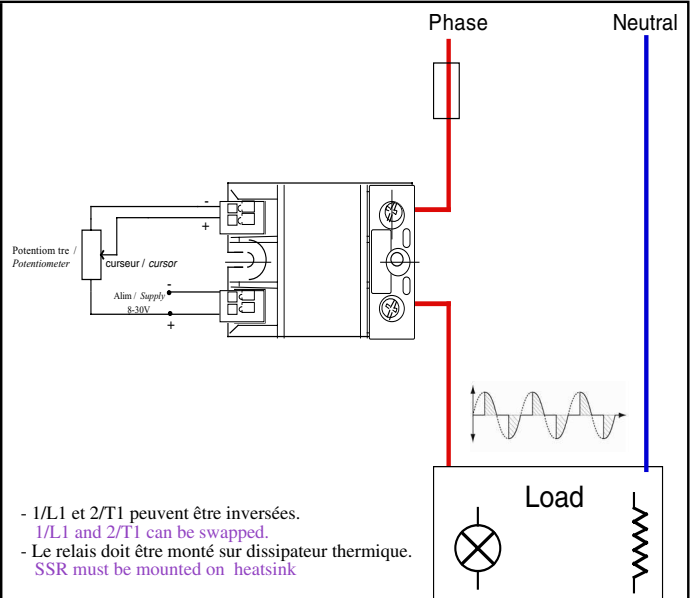 Phase
Neutral
-
+
Potentiom tre /
Potentiometer
curseur / cursor
-
Alim / Supply
8-30V
+
Load
- 1/L1 et 2/T1 peuvent être inversées.
1/L1 and 2/T1 can be swapped.
- Le relais doit être monté sur dissipateur thermique.
SSR must be mounted on heatsink